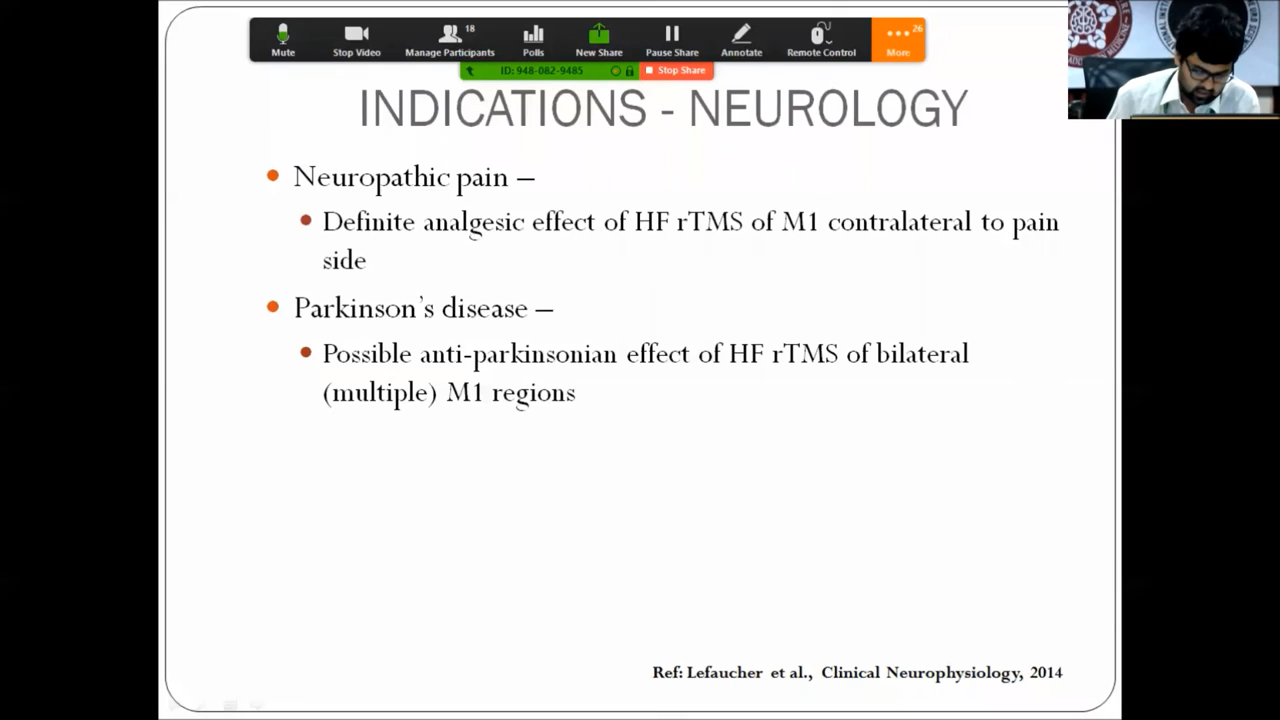 18
26
Mute
Stop Video
Manage Participants
Polls
New Share
Pause Share
Annotate
Remote Control
More
ID: 948-082-9485
Stop Share
INDICATIONS - NEUROLOGY
Neuropathic pain –
Definite analgesic effect of HF rTMS of M1 contralateral to pain
side
Parkinson's disease –
Possible anti-parkinsonian effect of HF rTMS of bilateral
(multiple) M1 regions
Ref: Lefaucher et al., Clinical Neurophysiology, 2014